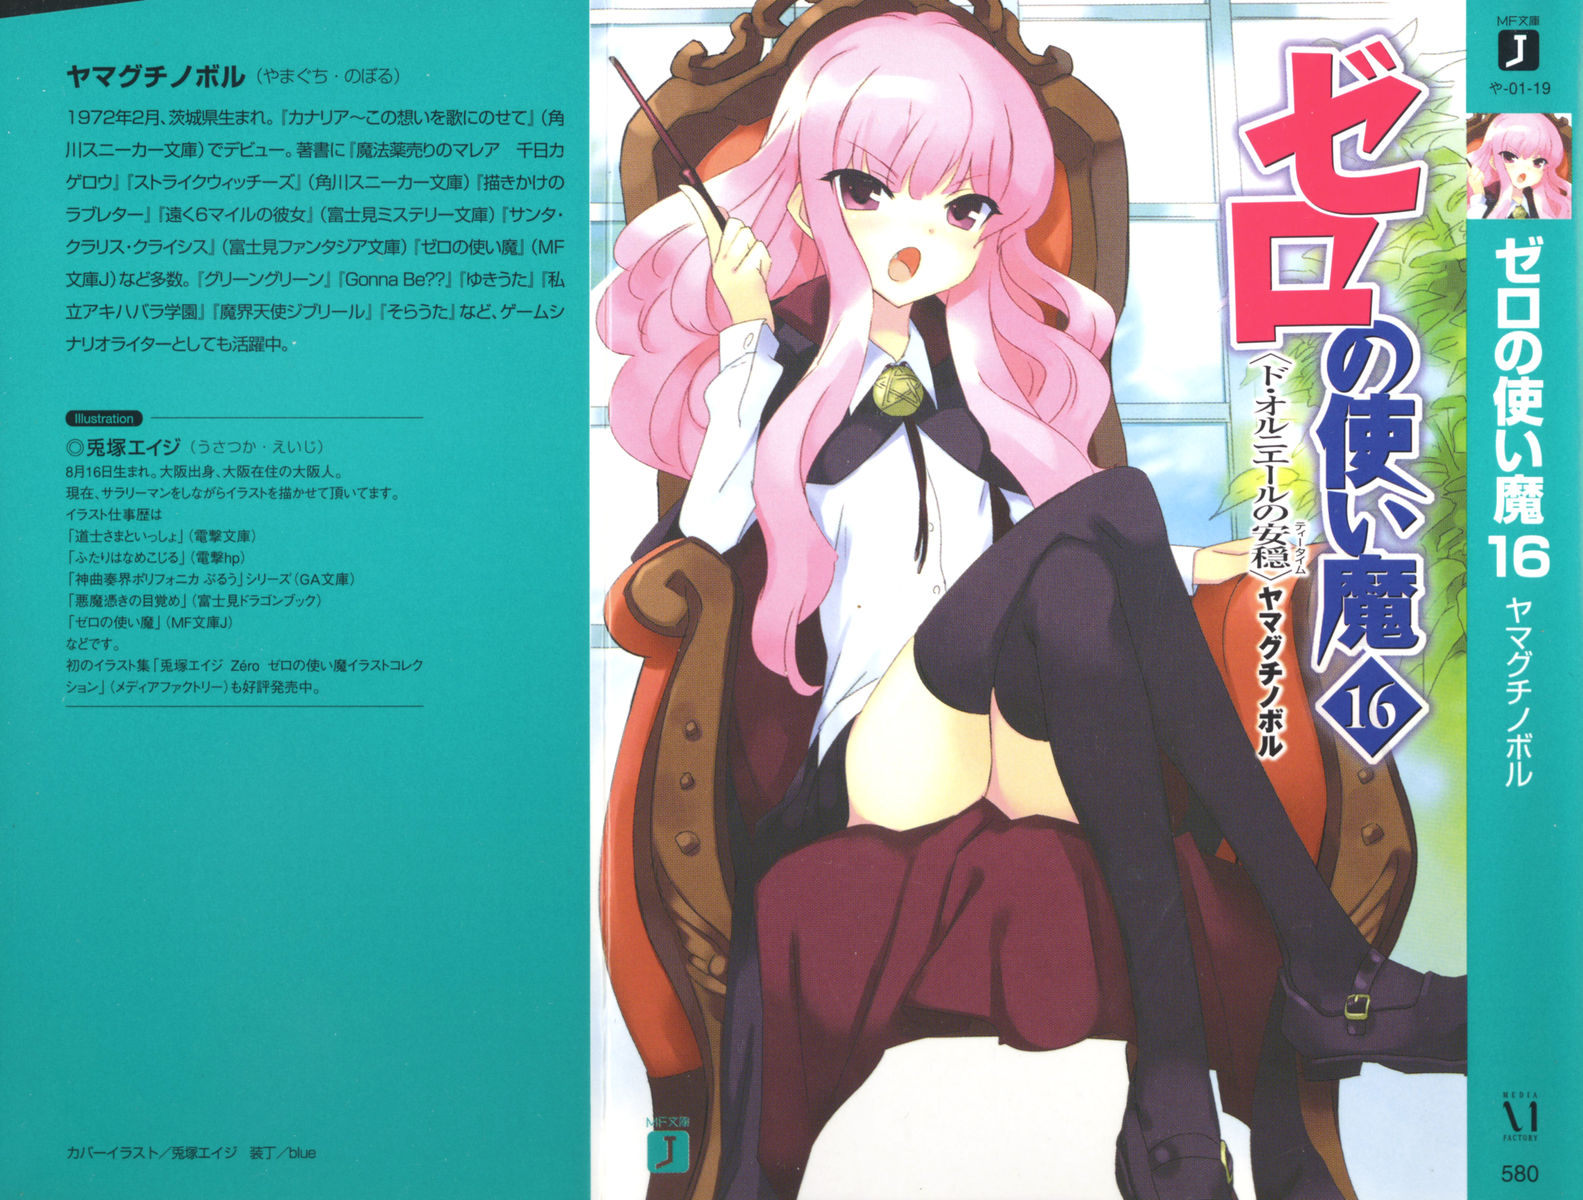 ヤマグチノボル（やまぐち・のぼる）
1972年2月、茨城県生まれ。『カナリア〜この想いを歌にのせて』（角
川スニーカー文庫）でデビュー。著書に『魔法薬売りのマレア　千日カ
ゲロウ』『ストライクウィッチーズ』（角川スニーカー文庫）『描きかけの
ラブレター』『遠く6マイルの彼女』（富士見ミステリー文庫）『サンタ・
クラリス・クライシス』（富士見ファンタジア文庫）『ゼロの使い魔』（MF
文庫J）など多数。『グリーングリーン』『Gonna Be??』『ゆきうた』『私
立アキハバラ学園』『魔界天使ジブリール』『そらうた』など、ゲームシ
ナリオライターとしても活躍中。
Illustration
◎兎塚エイジ（うさつか・えいじ）
8月16日生まれ。大阪出身、大阪在住の大阪人。
現在、サラリーマンをしながらイラストを描かせて頂いてます。
イラスト仕事歴は
「道士さまといっしょ」（電撃文庫）
「ふたりはなめこじる」（電撃hp）
「神曲奏界ポリフォニカ ぶるう」シリーズ（GA文庫）
「悪魔憑きの目覚め」（富士見ドラゴンブック）
「ゼロの使い魔」（MF文庫J）
などです。
初のイラスト集「兎塚エイジ Zéro ゼロの使い魔イラストコレク
ション」（メディアファクトリー）も好評発売中。
カバーイラスト／兎塚エイジ　装丁／blue
ゼロの使い魔16
〈ド・オルニエールの安穏〉
ティータイム
ヤマグチノボル
MF文庫
J
MF文庫
J
や-01-19
ゼロの使い魔16
ヤマグチノボル
MEDIA
FACTORY
580